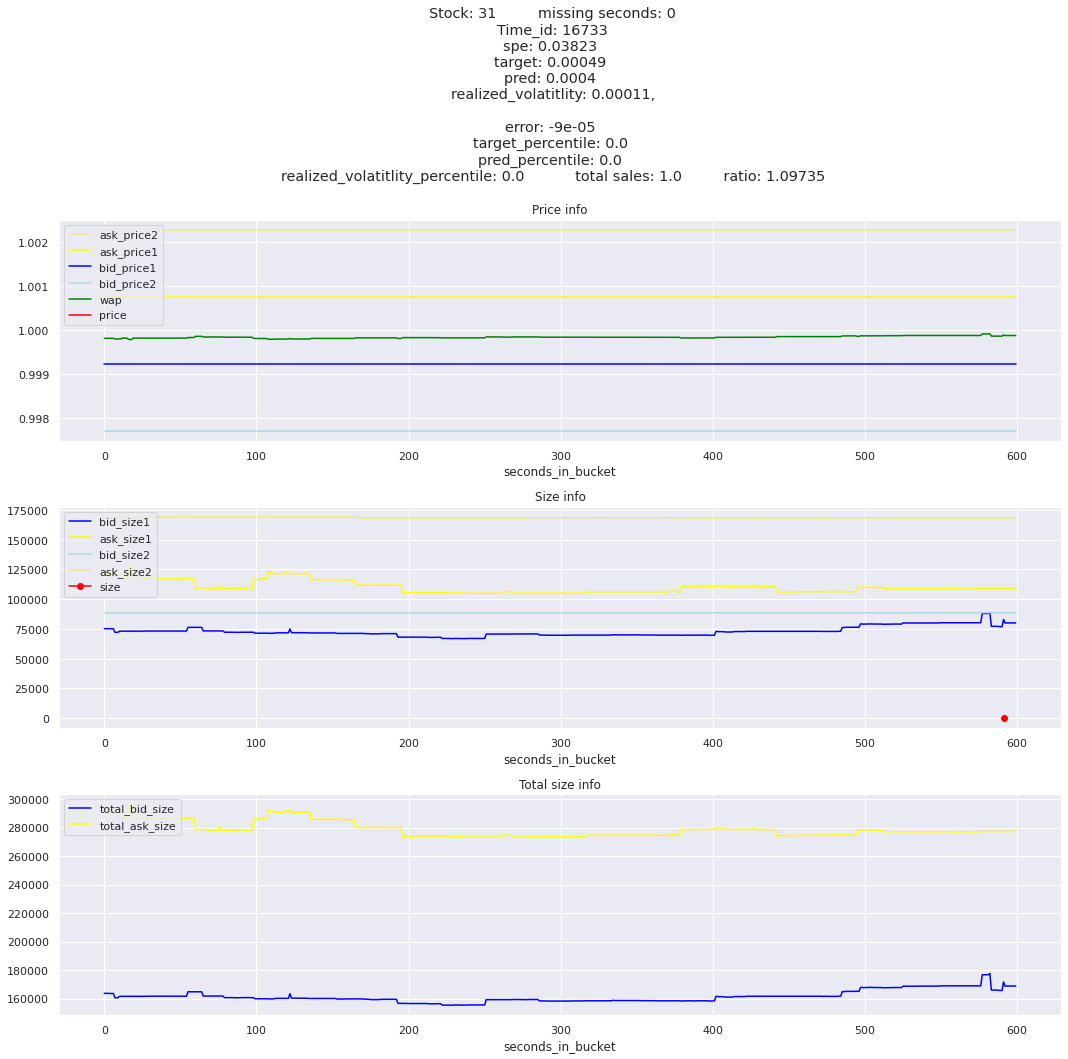 Stock: 31 missing seconds: 0
Time_id: 16733
spe: 0.03823
target: 0.00049
pred: 0.0004
realized_volatitlity: 0.00011,
error: -9e-05
target_percentile: 0.0
pred_percentile: 0.0
realized_volatitlity_percentile: 0.0 total sales: 1.0 ratio: 1.09735
Price info
ask_price2
ask_price1
bid_price1
bid_price2
wap
price
1.002
1.001
1.000
0.999
0.998
0 100 200 300 400 500 600
seconds_in_bucket
Size info
bid_size1
ask_size1
bid_size2
ask_size2
size
175000
150000
125000
100000
75000
50000
25000
0
0 100 200 300 400 500 600
seconds_in_bucket
Total size info
total_bid_size
total_ask_size
300000
280000
260000
240000
220000
200000
180000
160000
0 100 200 300 400 500 600
seconds_in_bucket